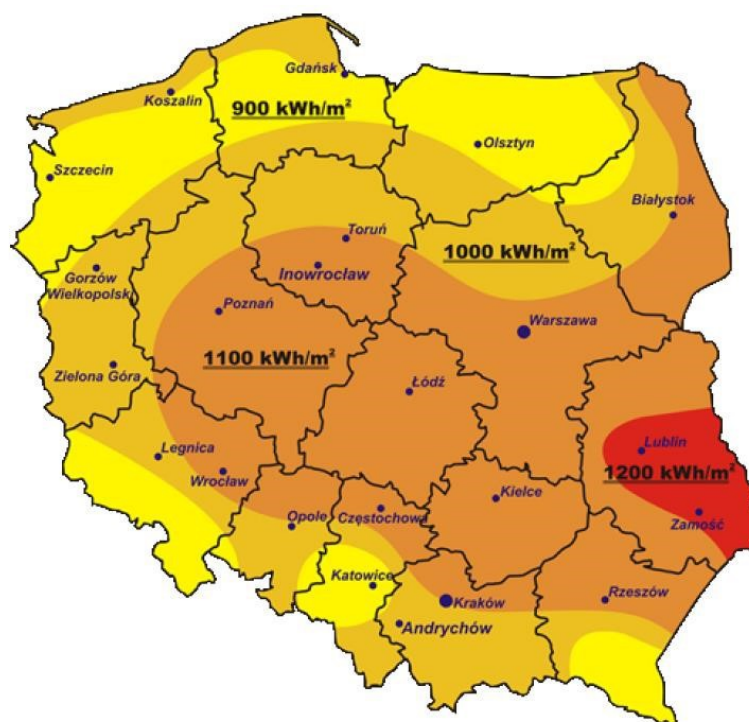 Gdańsk
Koszalin
900 kWh/m²
Olsztyn
Szczecin
Białystok
Toruń
1000 kWh/m²
Inowrocław
Gorzów
Wielkopolski
Poznań
Warszawa
1100 kWh/m²
Zielona Góra
Łódź
Legnica
Lublin
Wrocław
1200 kWh/m²
Kielce
Opole
Częstochowa
Zamość
Katowice
Kraków
Rzeszów
Andrychów